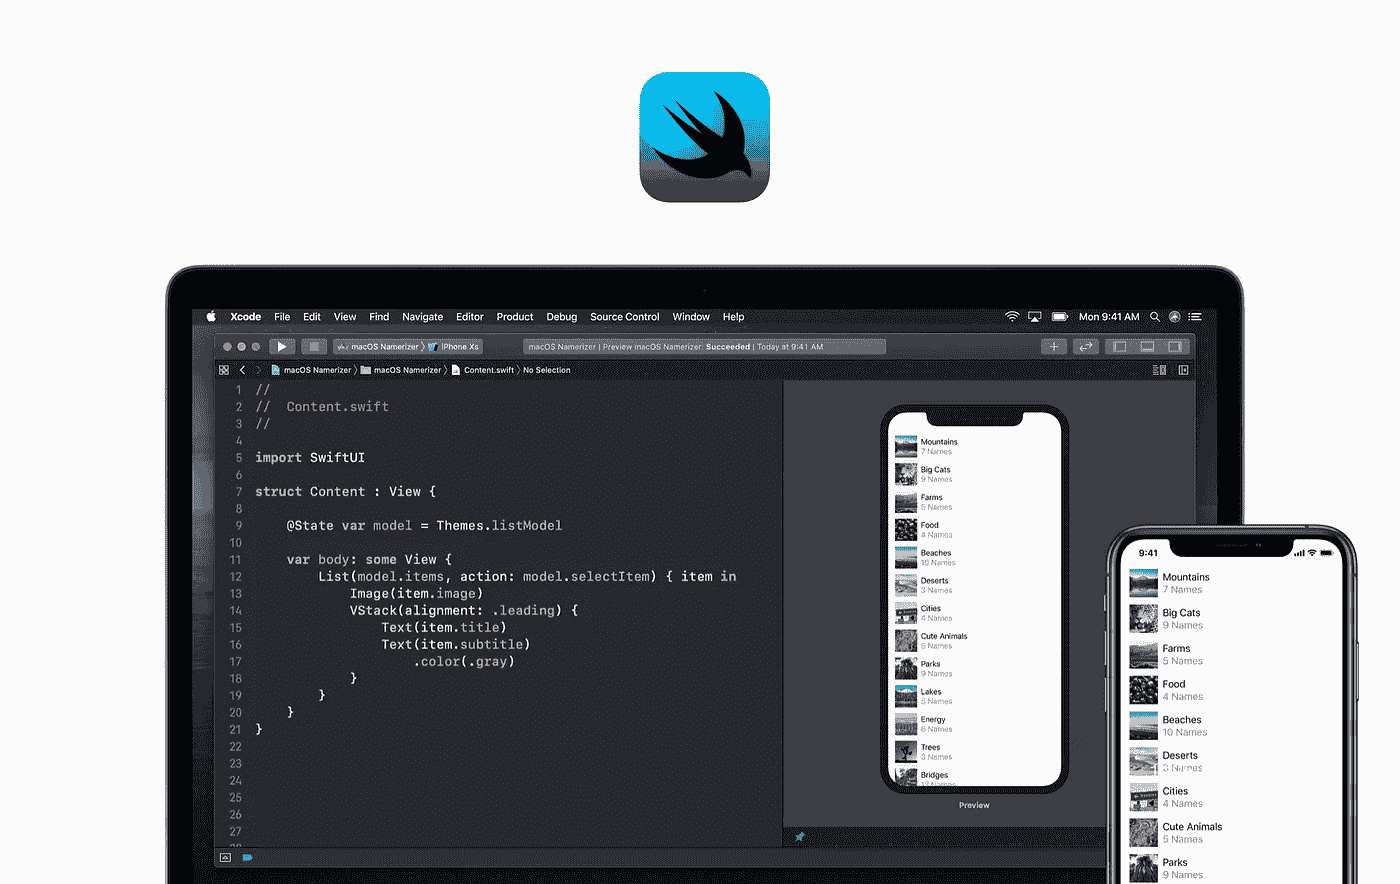 Xcode File Edit View Find Navigate Editor Product Debug Source Control Window Help Mon 9:41 AM
macOS Namerizer iPhone Xs macOS Namerizer | Preview macOS Namerizer: Succeeded | Today at 9:41 AM
macOS Namerizer macOS Namerizer Content.swift No Selection
1 //
2 // Content.swift
3 //
4
5 import SwiftUI
6
7 struct Content : View {
8
9 @State var model = Themes.listModel
10
11 var body: some View {
12 List(model.items, action: model.selectItem) { item in
13 Image(item.image)
14 VStack(alignment: .leading) {
15 Text(item.title)
16 Text(item.subtitle)
17 .color(.gray)
18 }
19 }
20 }
21 }
22
23
24
25
26
27
Mountains
7 Names
Big Cats
9 Names
Farms
5 Names
Food
4 Names
Beaches
10 Names
Deserts
3 Names
Cities
4 Names
Cute Animals
5 Names
Parks
9 Names
Lakes
5 Names
Energy
6 Names
Trees
3 Names
Bridges
Preview
9:41
Mountains
7 Names
Big Cats
9 Names
Farms
5 Names
Food
4 Names
Beaches
10 Names
Deserts
3 Names
Cities
4 Names
Cute Animals
5 Names
Parks
9 Names